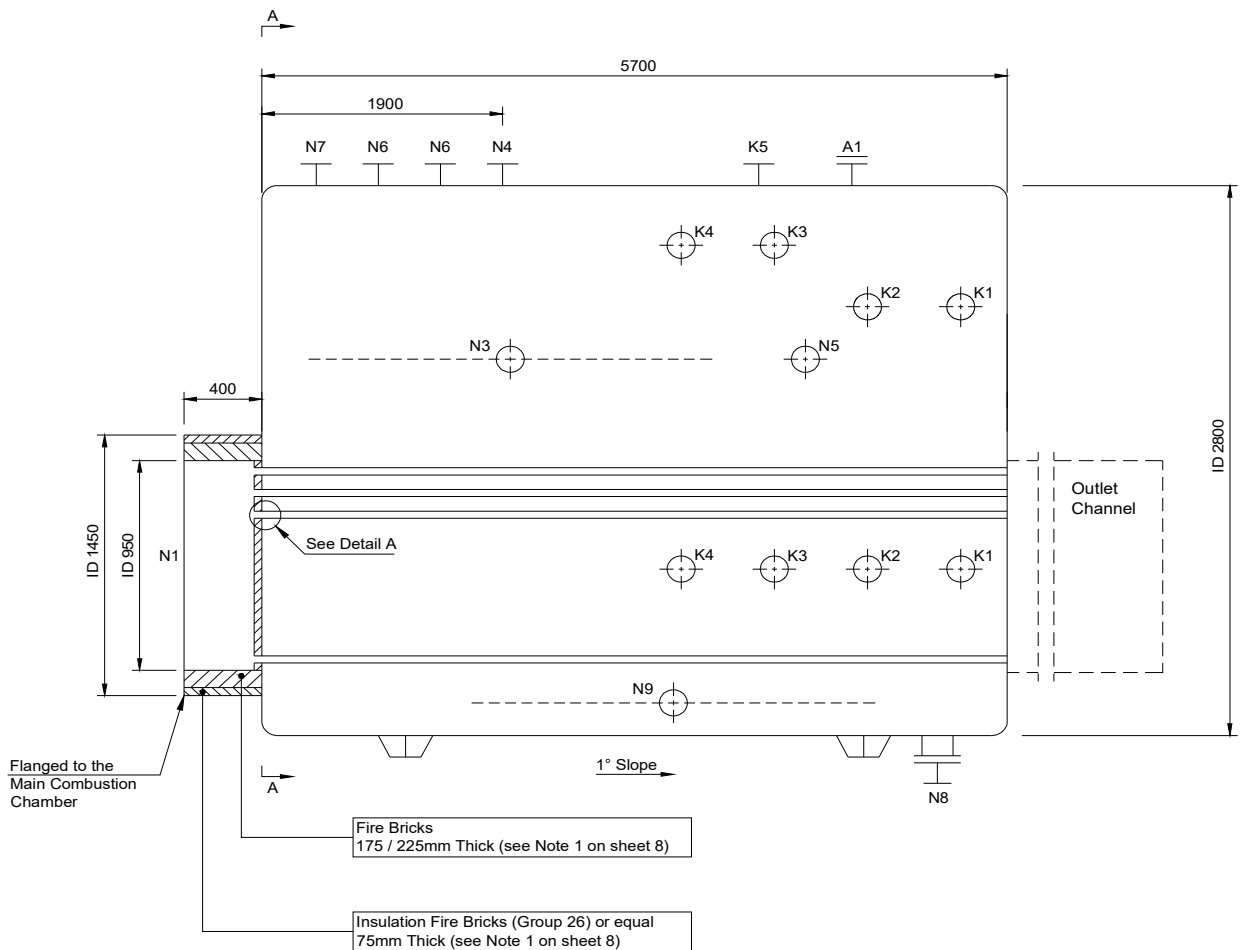 A
5700
1900
N7
N6
N6
N4
K5
A1
K4
K3
K2
K1
N3
N5
400
ID 2800
ID 1450
ID 950
N1
Outlet
Channel
See Detail A
K4
K3
K2
K1
N9
Flanged to the
Main Combustion
Chamber
A
1° Slope
N8
Fire Bricks
175 / 225mm Thick (see Note 1 on sheet 8)
Insulation Fire Bricks (Group 26) or equal
75mm Thick (see Note 1 on sheet 8)